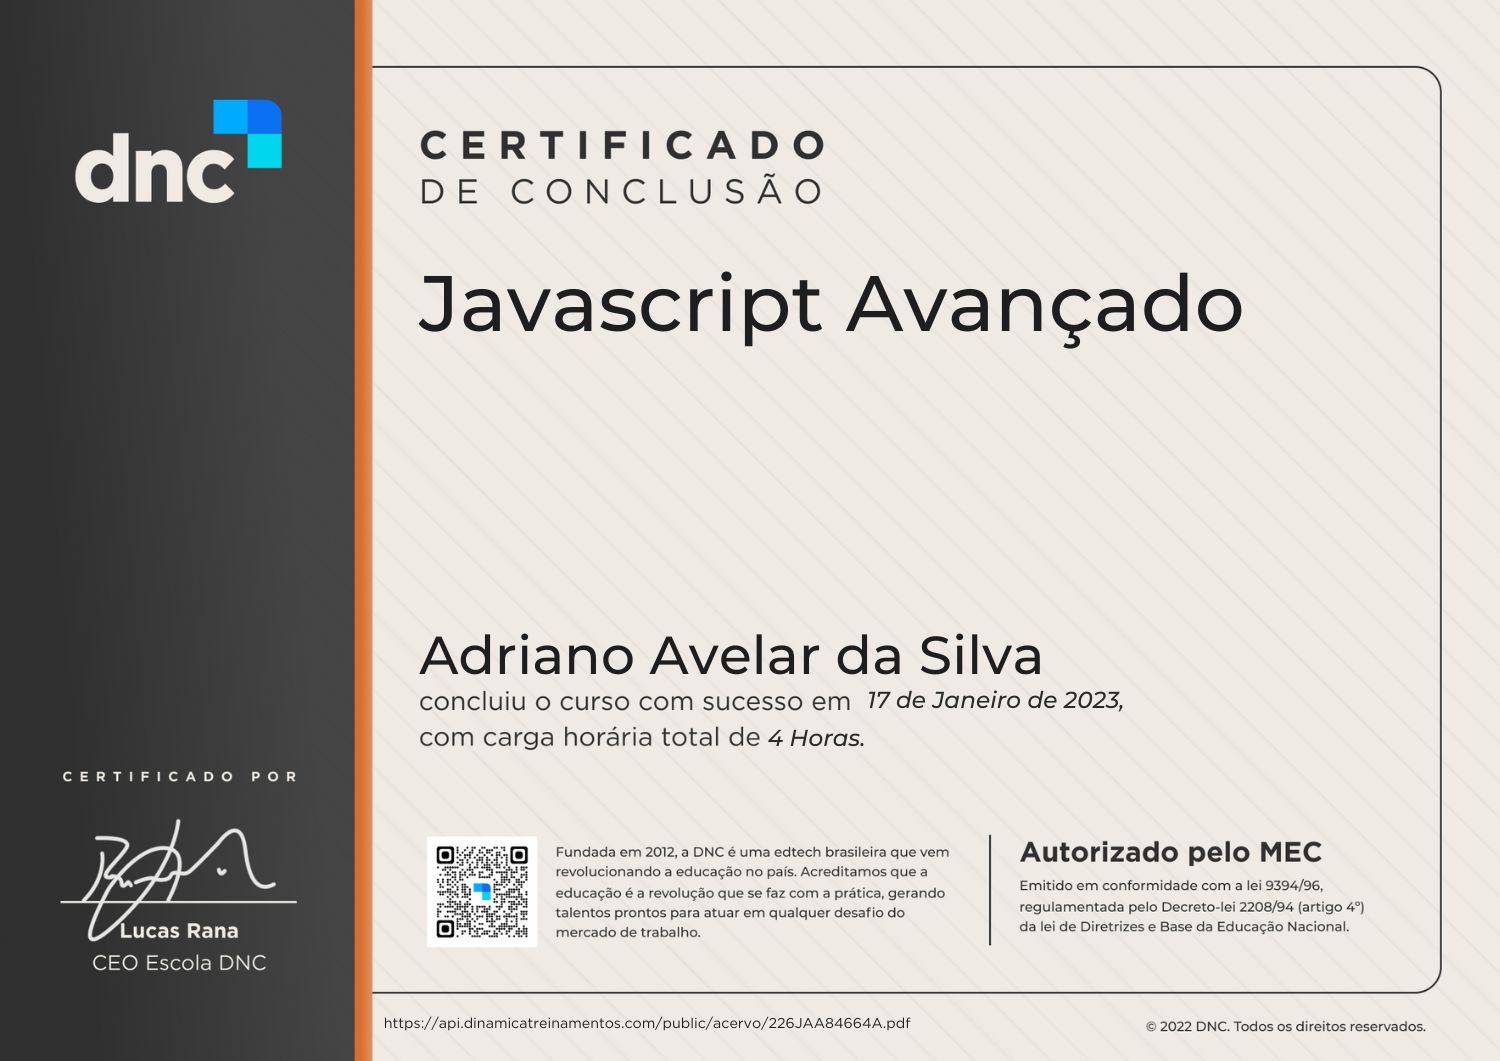 dnc
CERTIFICADO
DE CONCLUSÃO
Javascript Avançado
Adriano Avelar da Silva
concluiu o curso com sucesso em 17 de Janeiro de 2023,
com carga horária total de 4 Horas.
CERTIFICADO POR
Lucas Rana
CEO Escola DNC
Fundada em 2012, a DNC é uma edtech brasileira que vem
revolucionando a educação no país. Acreditamos que a
educação é a revolução que se faz com a prática, gerando
talentos prontos para atuar em qualquer desafio do
mercado de trabalho.
Autorizado pelo MEC
Emitido em conformidade com a lei 9394/96,
regulamentada pelo Decreto-lei 2208/94 (artigo 4º)
da lei de Diretrizes e Base da Educação Nacional.
https://api.dinamicatreinamentos.com/public/acervo/226JAA84664A.pdf
© 2022 DNC. Todos os direitos reservados.